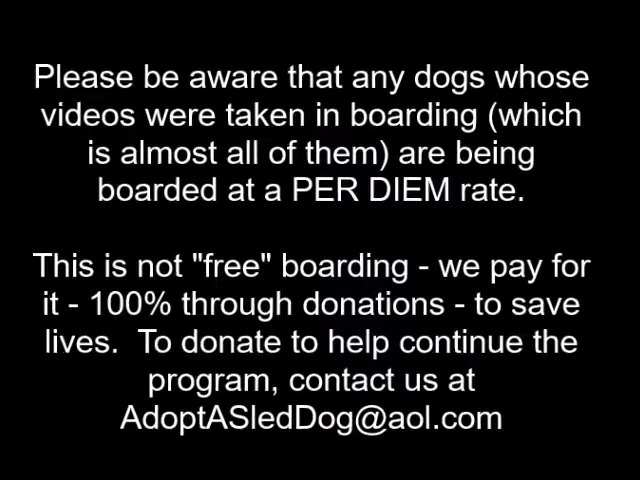 Please be aware that any dogs whose
videos were taken in boarding (which
is almost all of them) are being
boarded at a PER DIEM rate.
This is not "free" boarding - we pay for
it - 100% through donations - to save
lives.  To donate to help continue the
program, contact us at
AdoptASledDog@aol.com